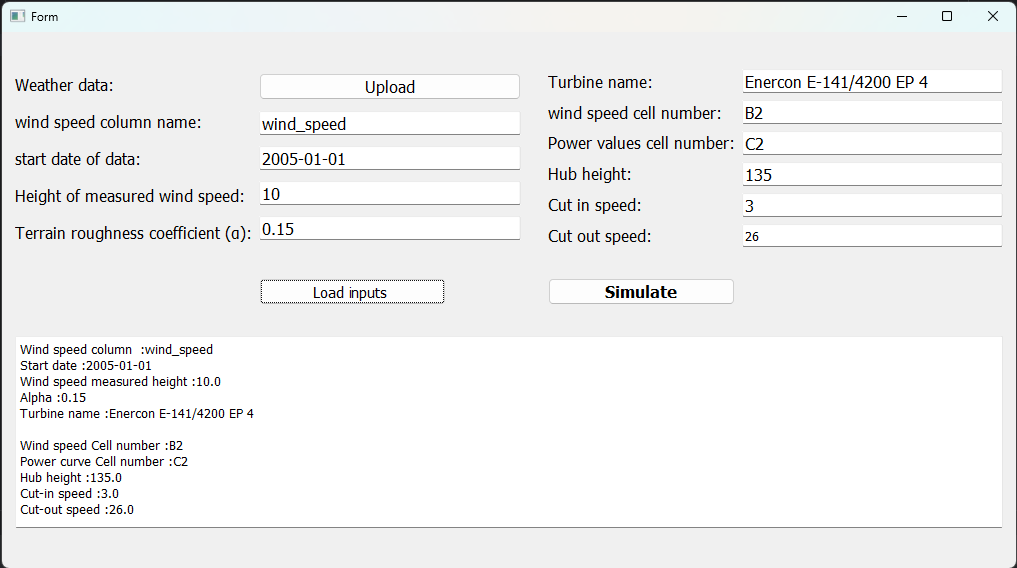 Form
Weather data:
Upload
wind speed column name:
wind_speed
start date of data:
2005-01-01
Height of measured wind speed:
10
Terrain roughness coefficient (α):
0.15
Turbine name:
Enercon E-141/4200 EP 4
wind speed cell number:
B2
Power values cell number:
C2
Hub height:
135
Cut in speed:
3
Cut out speed:
26
Load inputs
Simulate
Wind speed column  :wind_speed
Start date :2005-01-01
Wind speed measured height :10.0
Alpha :0.15
Turbine name :Enercon E-141/4200 EP 4
Wind speed Cell number :B2
Power curve Cell number :C2
Hub height :135.0
Cut-in speed :3.0
Cut-out speed :26.0